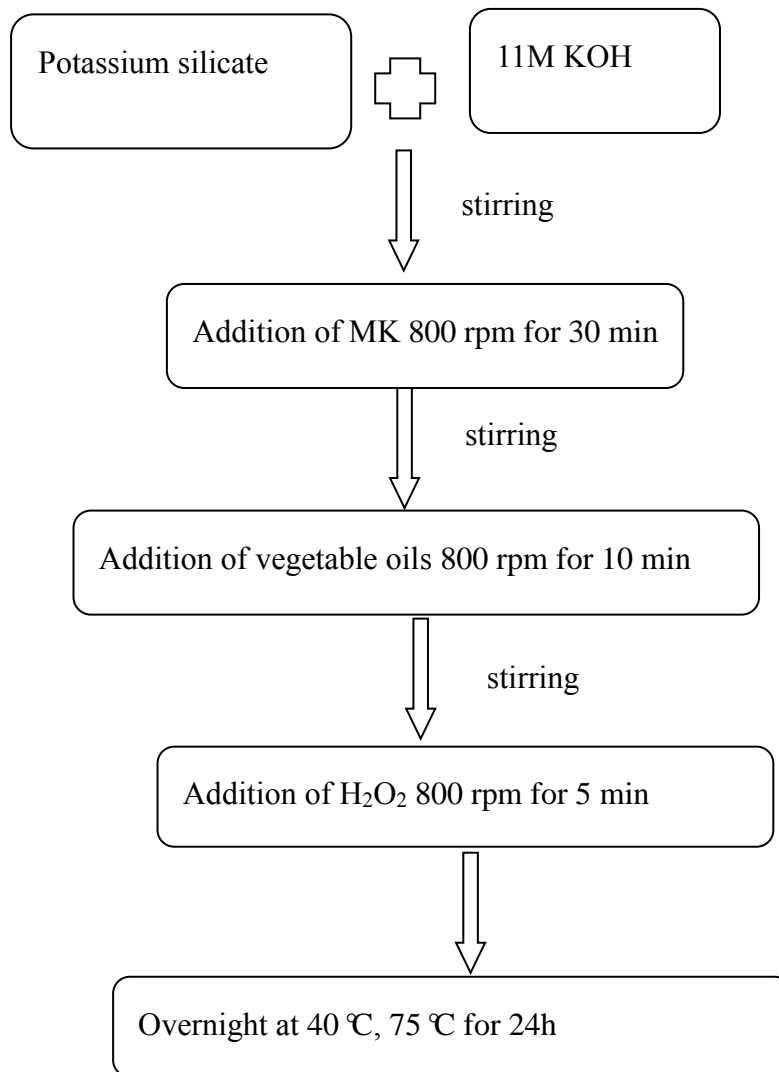 Potassium silicate
11M KOH
stirring
Addition of MK 800 rpm for 30 min
stirring
Addition of vegetable oils 800 rpm for 10 min
stirring
Addition of H₂O₂ 800 rpm for 5 min
Overnight at 40 ℃, 75 ℃ for 24h